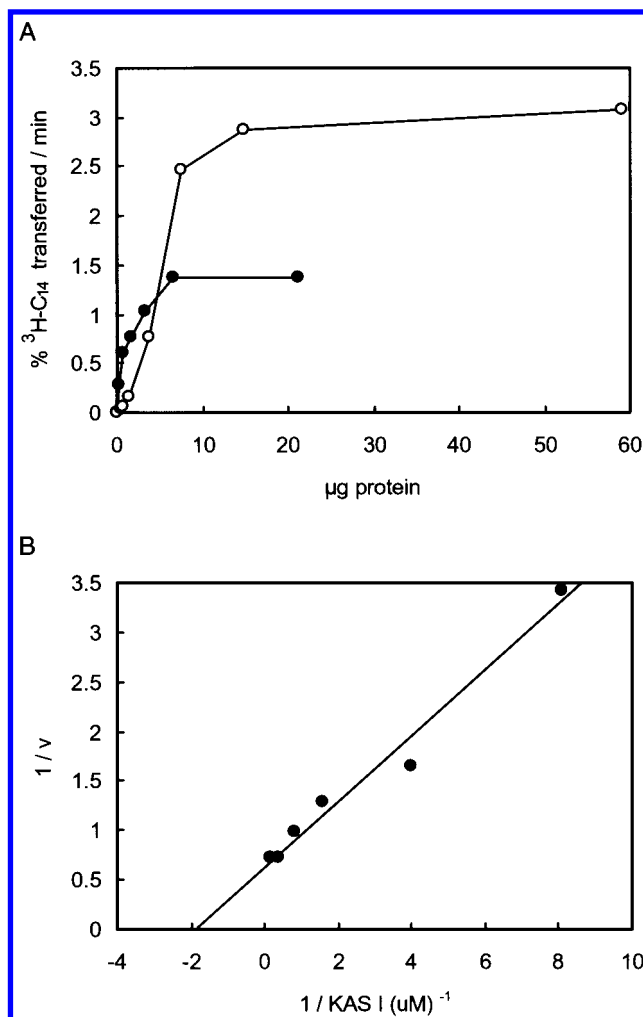 A
3.5
3
2.5
2
1.5
1
0.5
0
% ³H-C₁₄ transferred / min
0 10 20 30 40 50 60
µg protein
B
3.5
3
2.5
2
1.5
1
0.5
0
1 / v
-4 -2 0 2 4 6 8 10
1 / KAS I (uM) ⁻¹